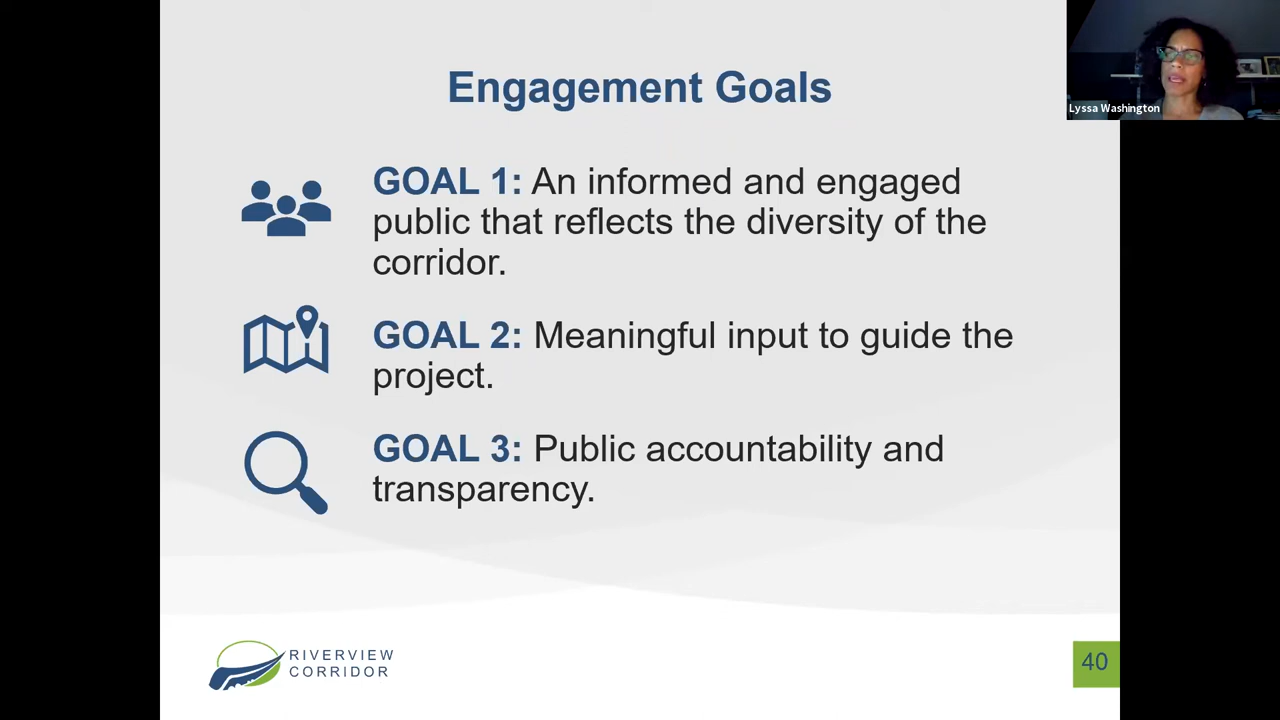 Engagement Goals
Lyssa Washington
GOAL 1: An informed and engaged
public that reflects the diversity of the
corridor.
GOAL 2: Meaningful input to guide the
project.
GOAL 3: Public accountability and
transparency.
RIVERVIEW
CORRIDOR
40